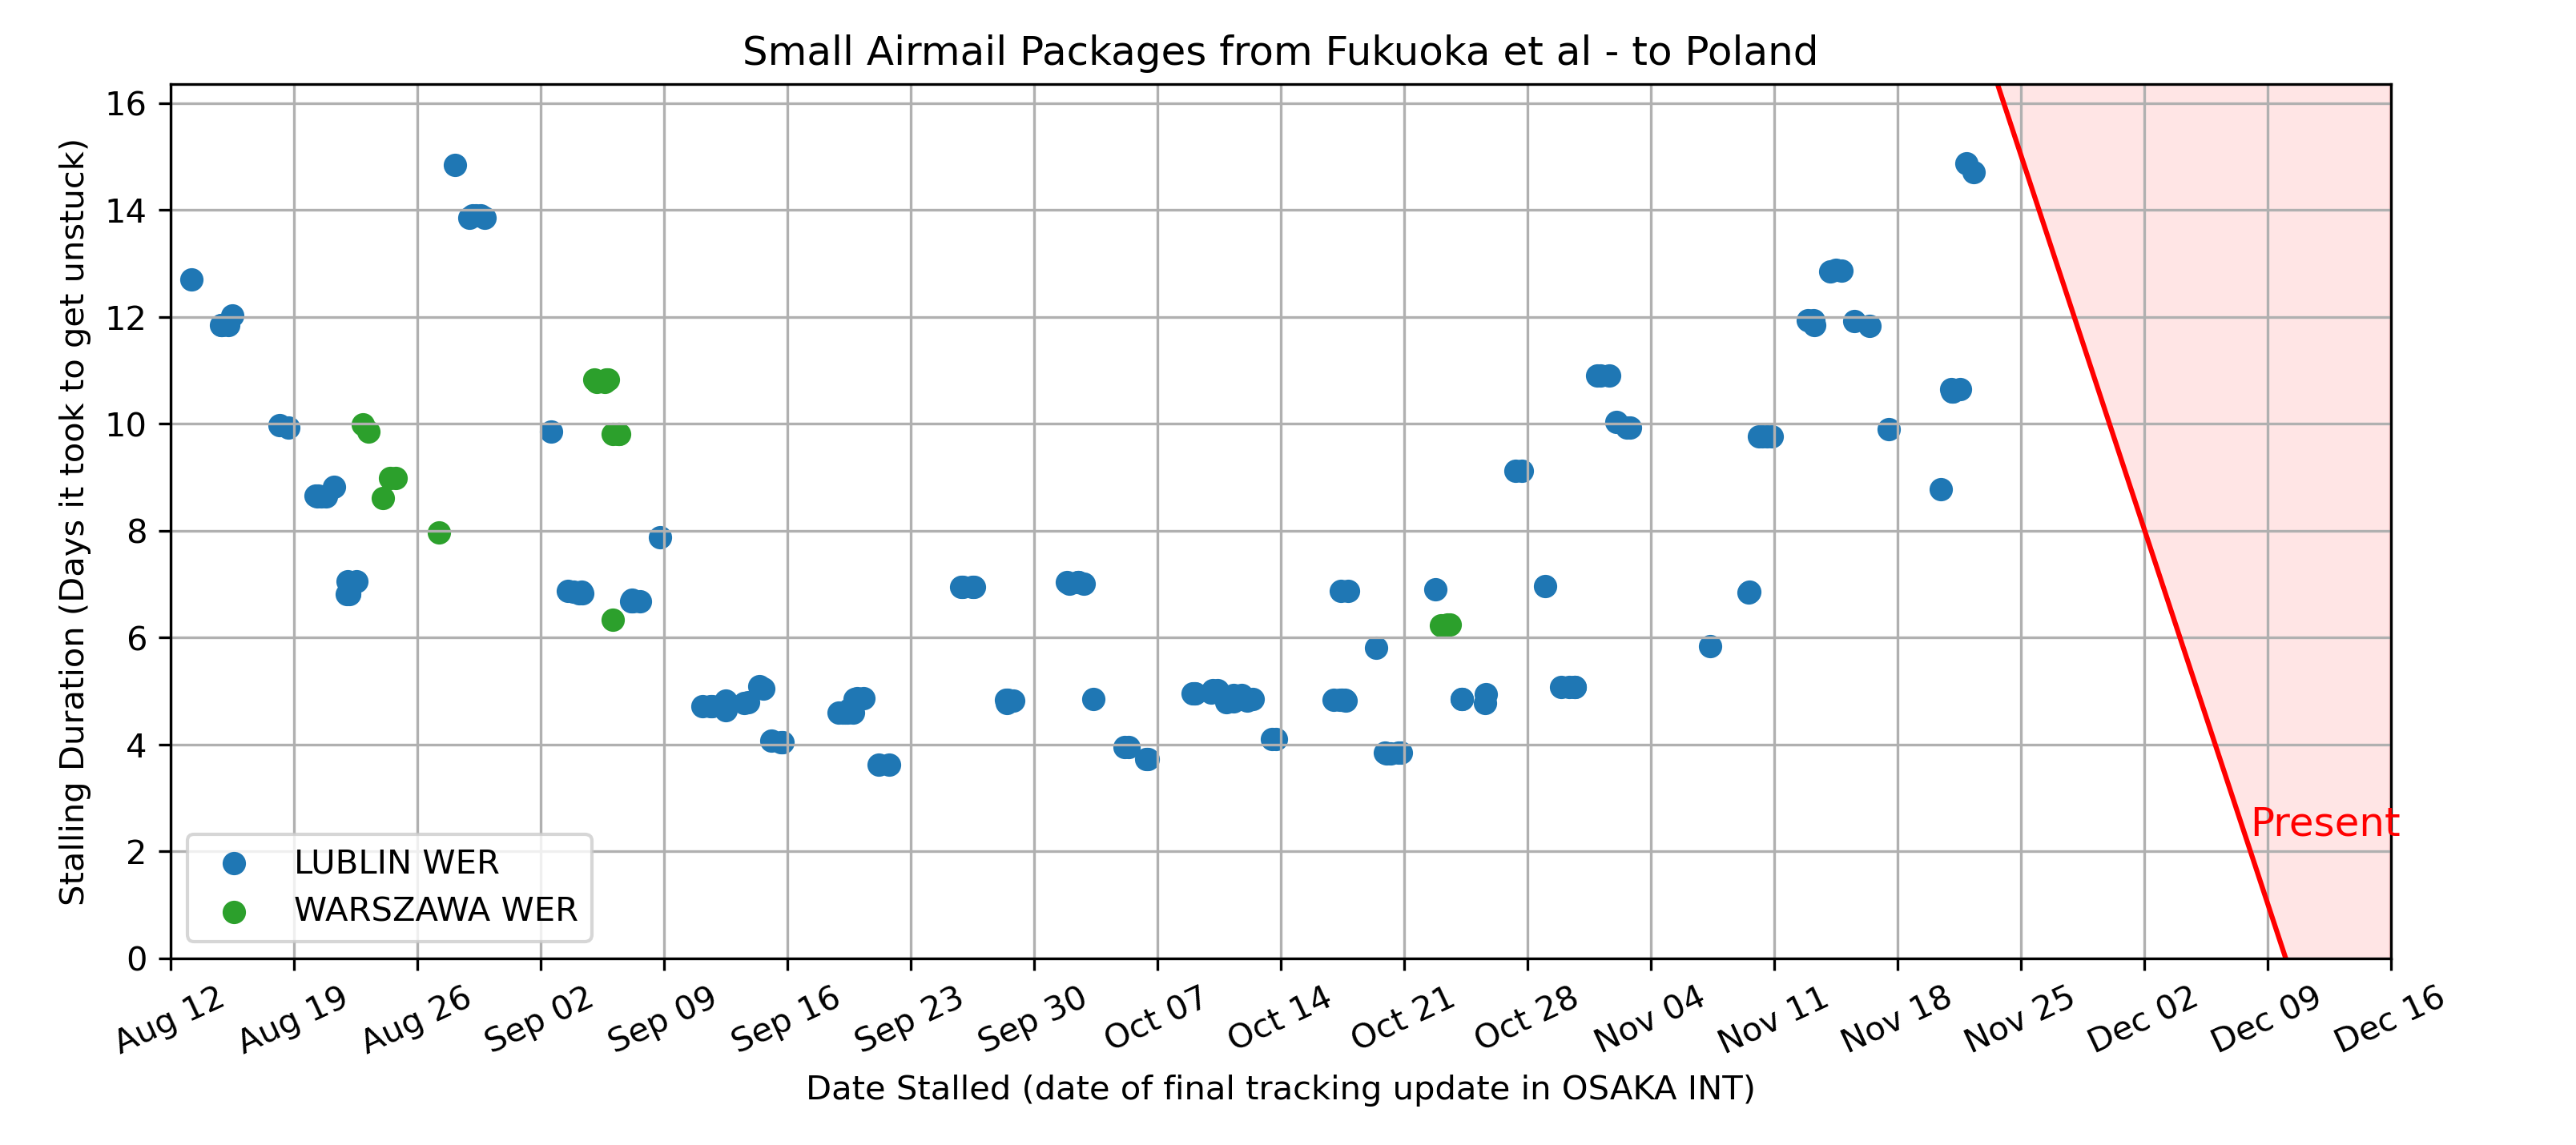 Small Airmail Packages from Fukuoka et al - to Poland
Stalling Duration (Days it took to get unstuck)
16
14
12
10
8
6
4
2
0
Present
LUBLIN WER
WARSZAWA WER
Aug 12
Aug 19
Aug 26
Sep 02
Sep 09
Sep 16
Sep 23
Sep 30
Oct 07
Oct 14
Oct 21
Oct 28
Nov 04
Nov 11
Nov 18
Nov 25
Dec 02
Dec 09
Dec 16
Date Stalled (date of final tracking update in OSAKA INT)